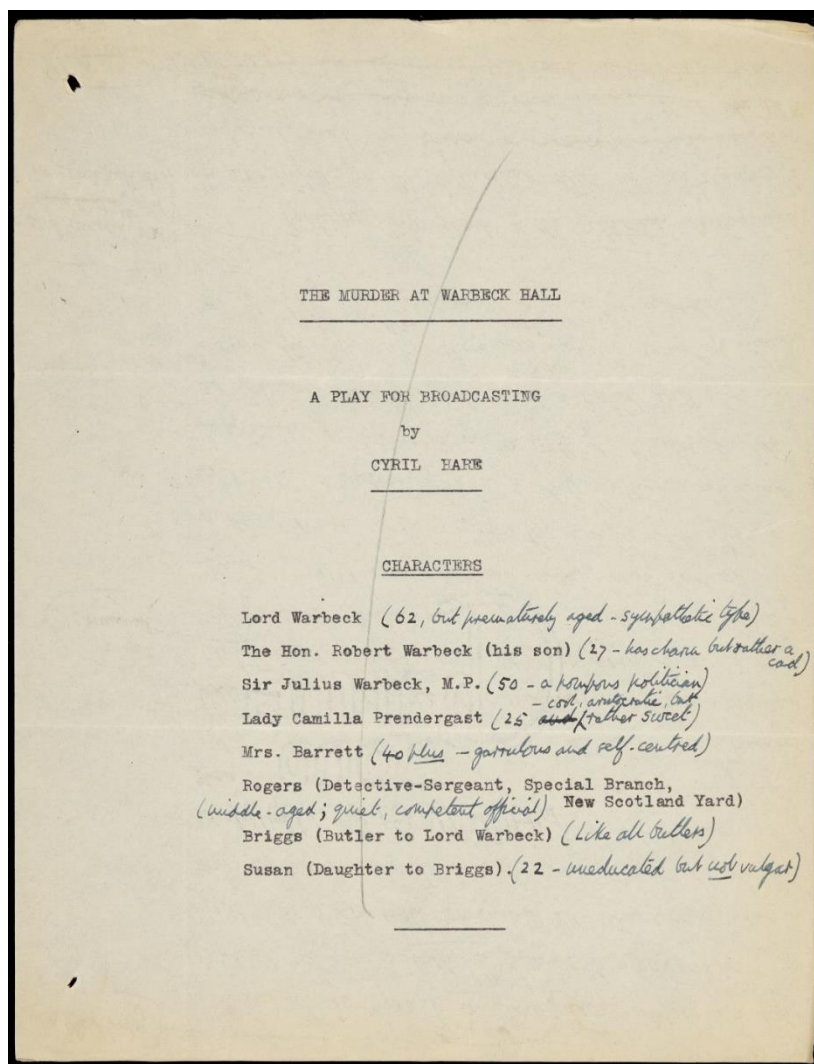 THE MURDER AT WARBECK HALL
A PLAY FOR BROADCASTING
by
CYRIL HARE
CHARACTERS
Lord Warbeck (62, but prematurely aged - sympathetic type)
The Hon. Robert Warbeck (his son) (27 - has charm but rather a
cad)
Sir Julius Warbeck, M.P. (50 - a pompous politician)
- cool, aristocratic, but
Lady Camilla Prendergast (25 and rather sweet)
Mrs. Barrett (40 plus - garrulous and self-centred)
Rogers (Detective-Sergeant, Special Branch,
(middle-aged; quiet, competent official) New Scotland Yard)
Briggs (Butler to Lord Warbeck) (Like all butlers)
Susan (Daughter to Briggs). (22 - uneducated but not vulgar)